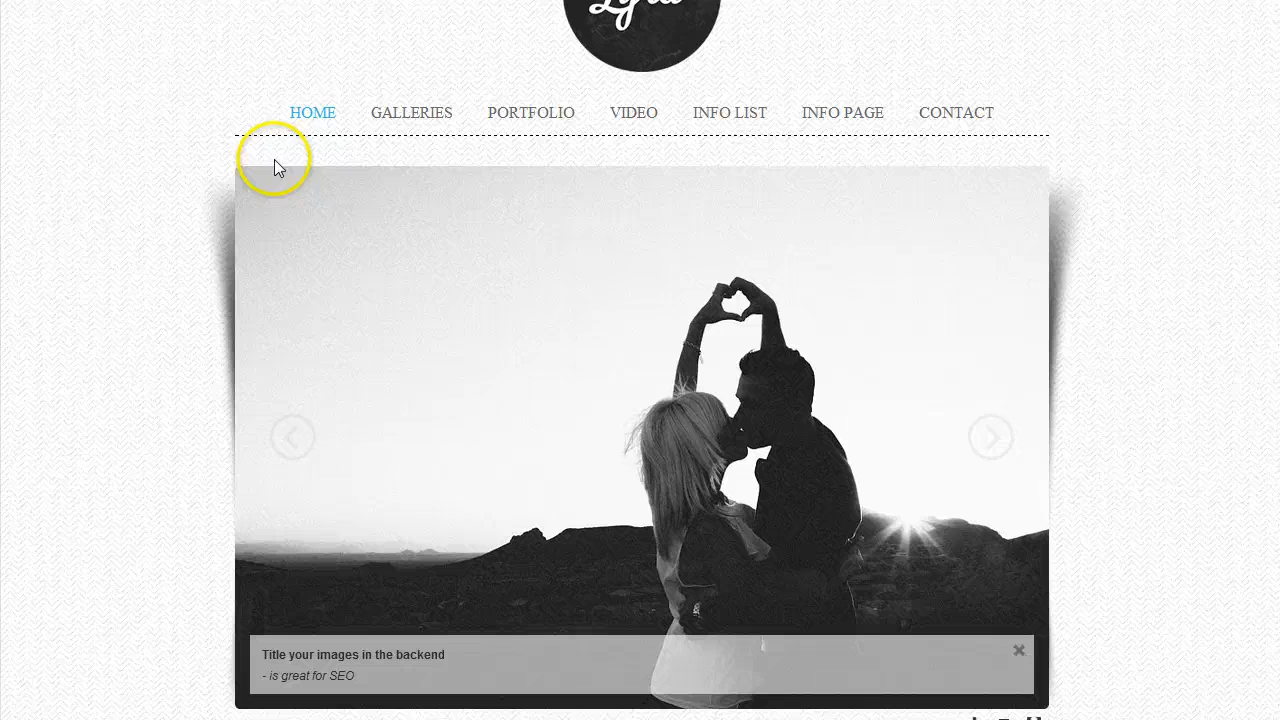 Lyra
HOME GALLERIES PORTFOLIO VIDEO INFO LIST INFO PAGE CONTACT
Title your images in the backend
- is great for SEO